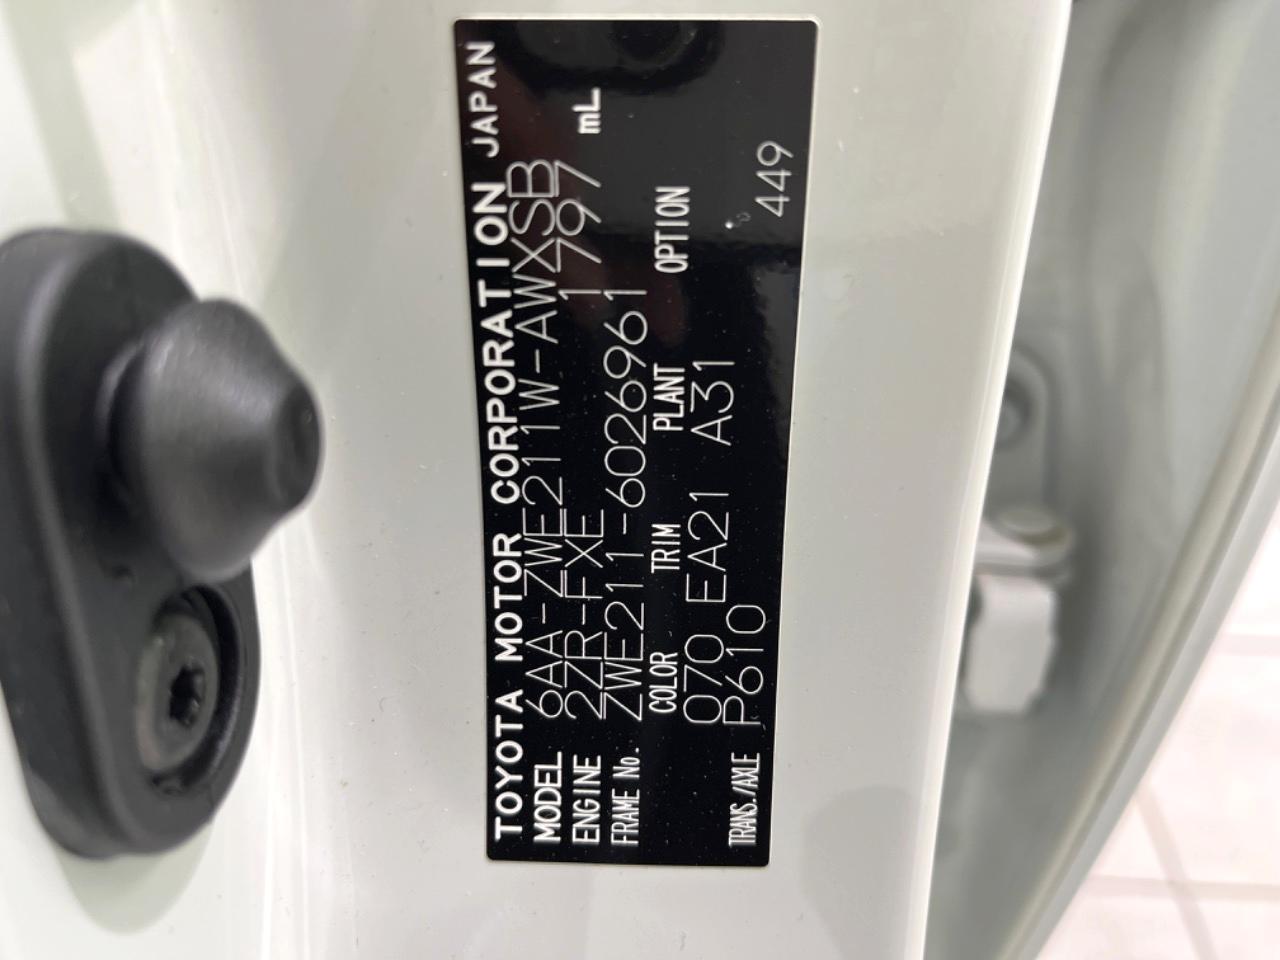 TOYOTA MOTOR CORPORATION JAPAN
MODEL 6AA-ZWE211W-AWXSB
ENGINE 2ZR-FXE 1797 mL
FRAME No. ZWE211-6026961
COLOR TRIM PLANT OPTION
070 EA21 A31
TRANS./AXLE P610 449